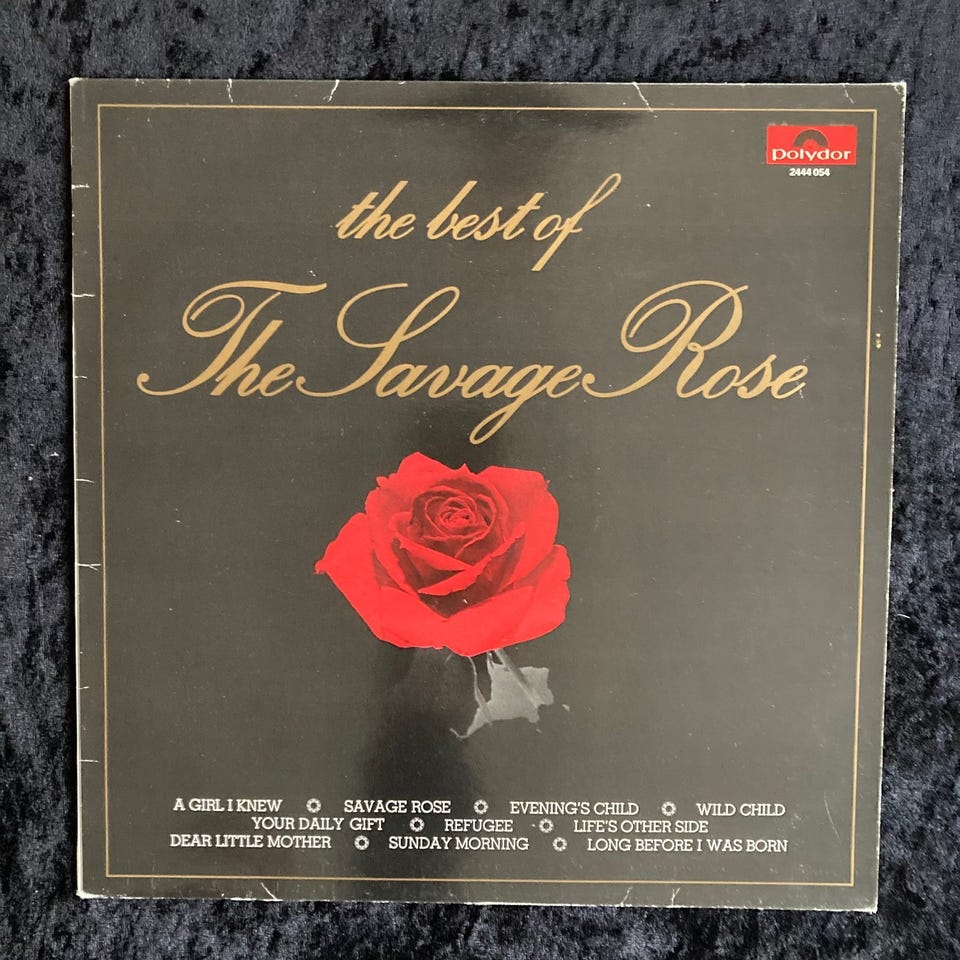 polydor
2444 054
the best of
The Savage Rose
A GIRL I KNEW SAVAGE ROSE EVENING'S CHILD WILD CHILD
YOUR DAILY GIFT REFUGEE LIFE'S OTHER SIDE
DEAR LITTLE MOTHER SUNDAY MORNING LONG BEFORE I WAS BORN